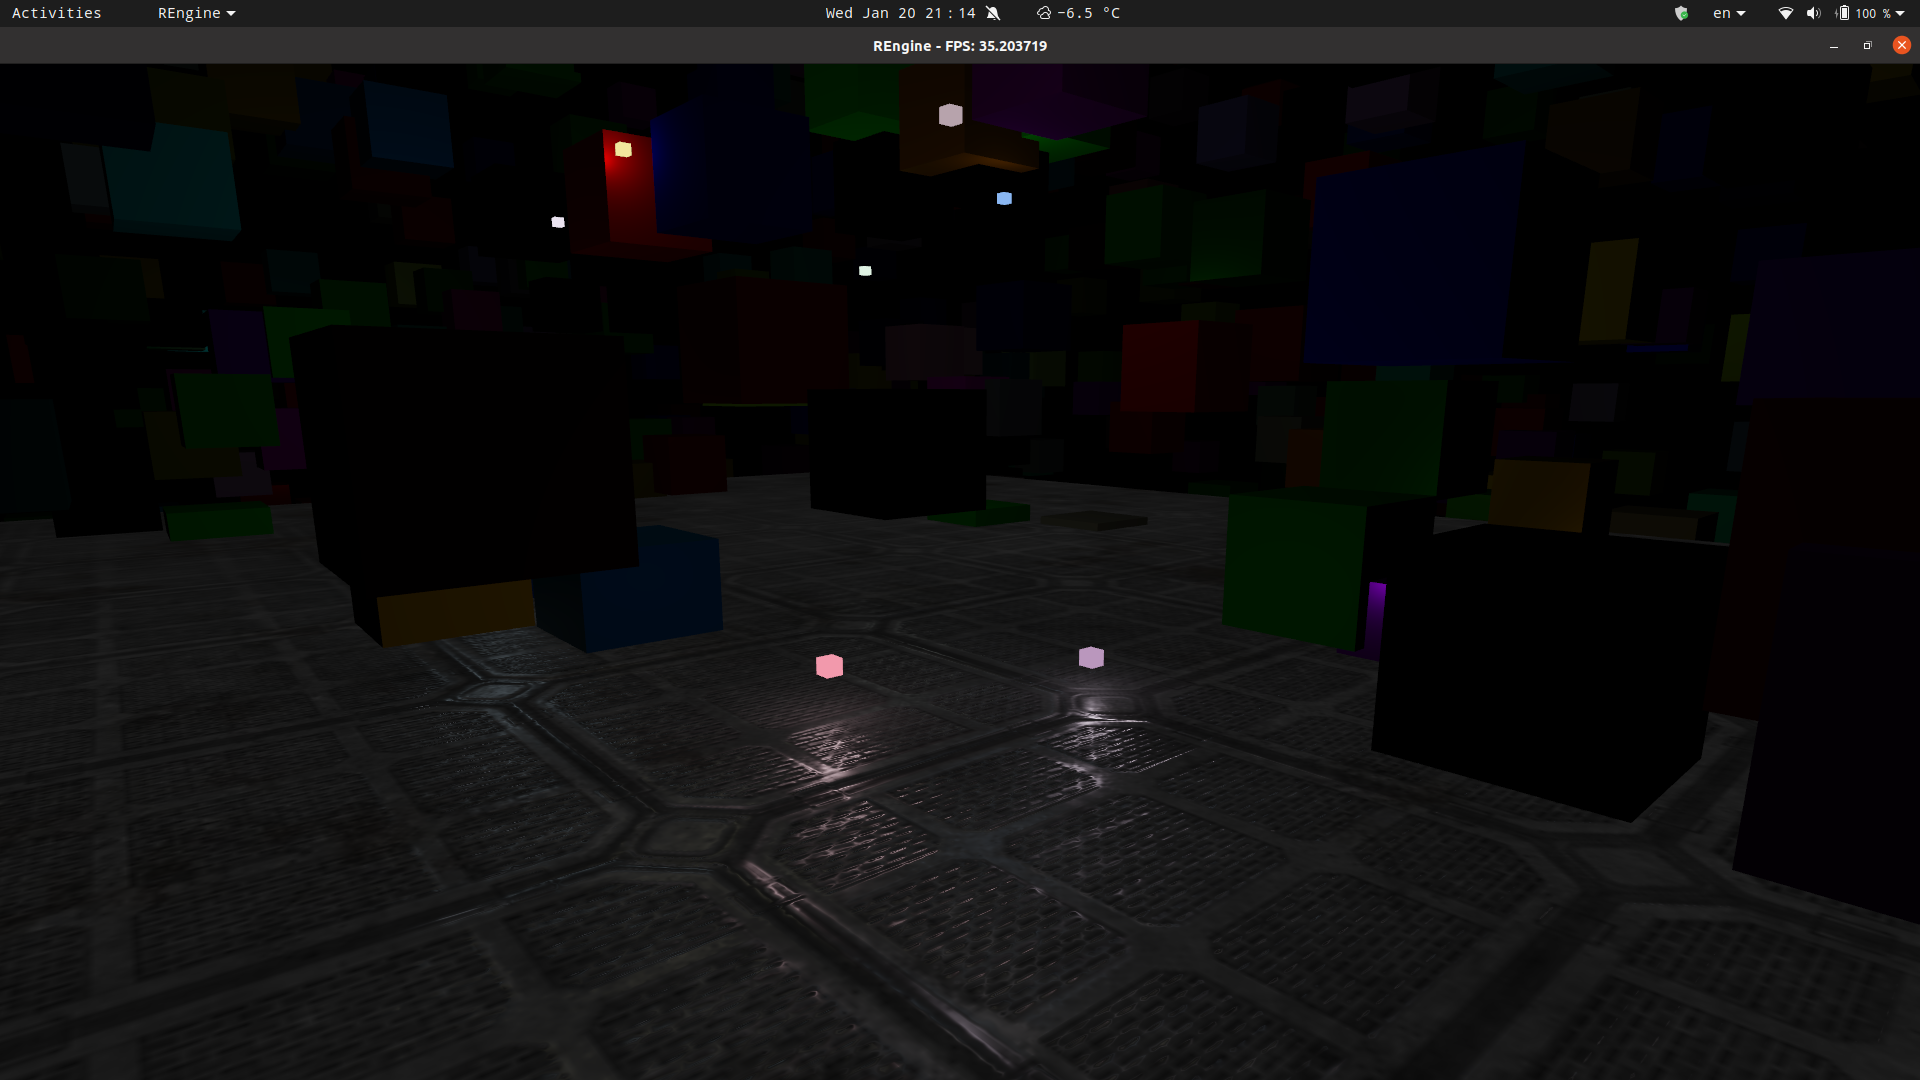 Activities REngine Wed Jan 20 21:14 -6.5 °C en 100 %
REngine - FPS: 35.203719